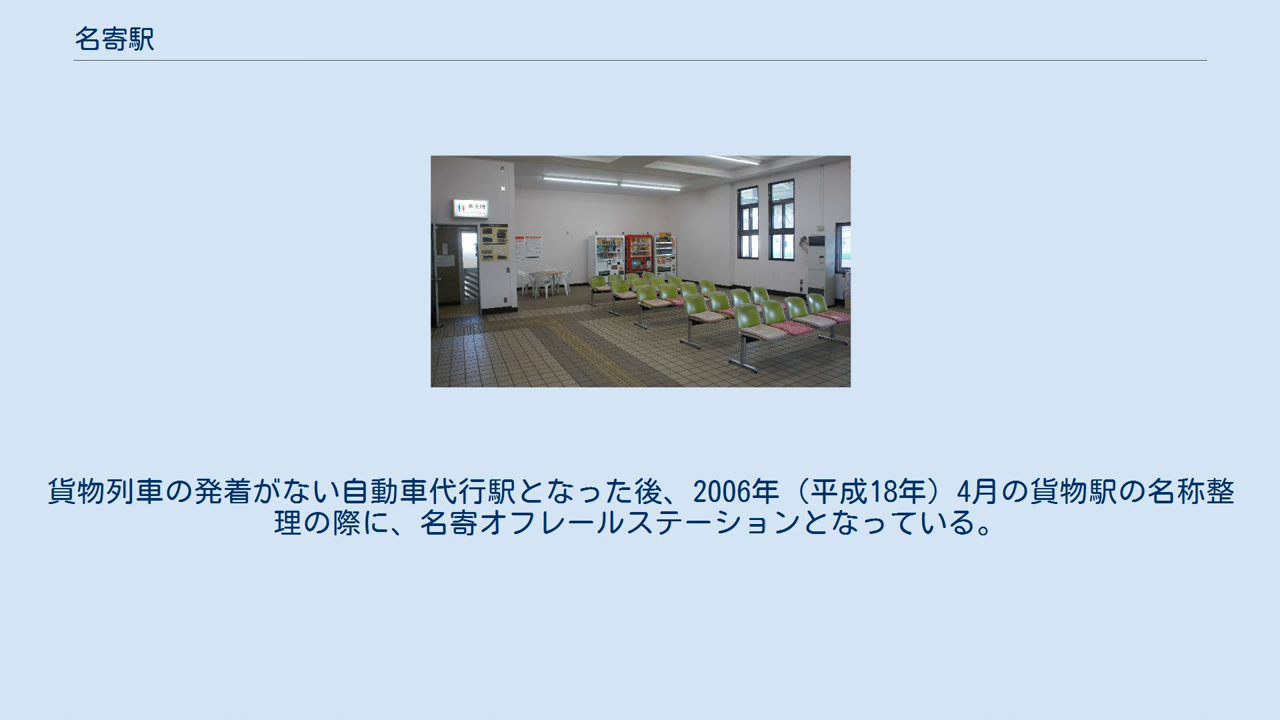 名寄駅
貨物列車の発着がない自動車代行駅となった後、2006年（平成18年）4月の貨物駅の名称整
理の際に、名寄オフレールステーションとなっている。